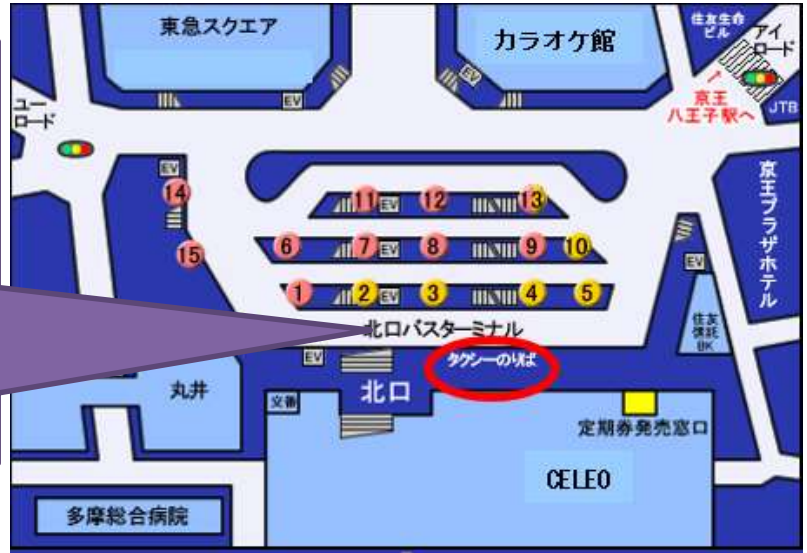 東急スクエア
カラオケ館
住友生命
ビル
アイ
ロード
EV
EV
京王
八王子駅へ
JTB
ユー
ロード
EV
14
11
EV
12
13
15
6
7
EV
8
9
10
EV
京王プラザホテル
1
2
EV
3
4
5
北口バスターミナル
住友
信託
BK
EV
タクシーのりば
丸井
交番
北口
定期券発売窓口
CELEO
多摩総合病院